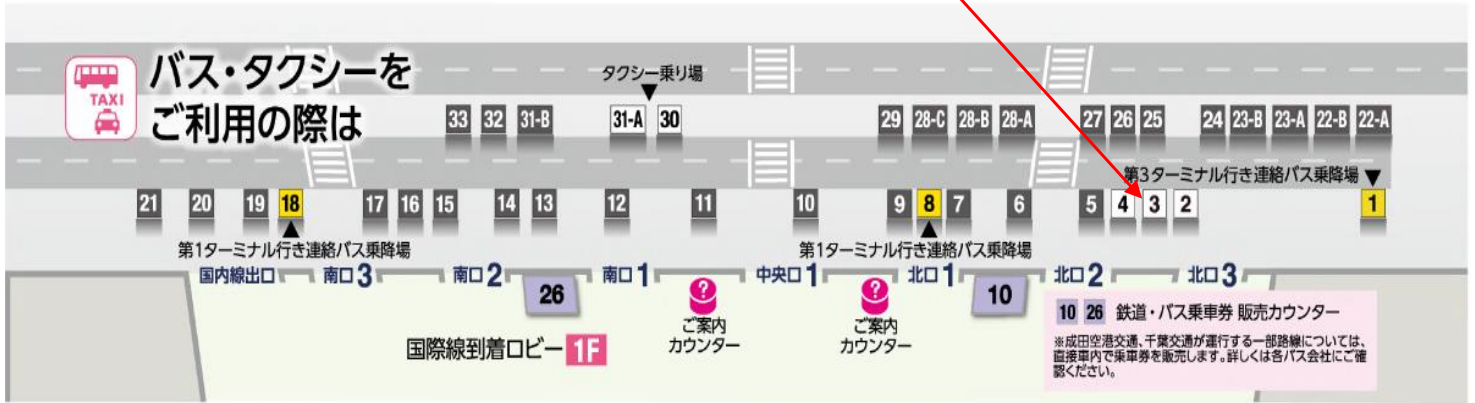 TAXI
バス・タクシーを
ご利用の際は
タクシー乗り場
33 32 31-B 31-A 30 29 28-C 28-B 28-A 27 26 25 24 23-B 23-A 22-B 22-A
第3ターミナル行き連絡バス乗降場
21 20 19 18 17 16 15 14 13 12 11 10 9 8 7 6 5 4 3 2 1
第1ターミナル行き連絡バス乗降場
第1ターミナル行き連絡バス乗降場
国内線出口 南口3 南口2 南口1 中央口1 北口1 北口2 北口3
26
?
ご案内
カウンター
?
ご案内
カウンター
10
国際線到着ロビー 1F
10 26 鉄道・バス乗車券 販売カウンター
※成田空港交通、千葉交通が運行する一部路線については、
直接車内で乗車券を販売します。詳しくは各バス会社にご確
認ください。